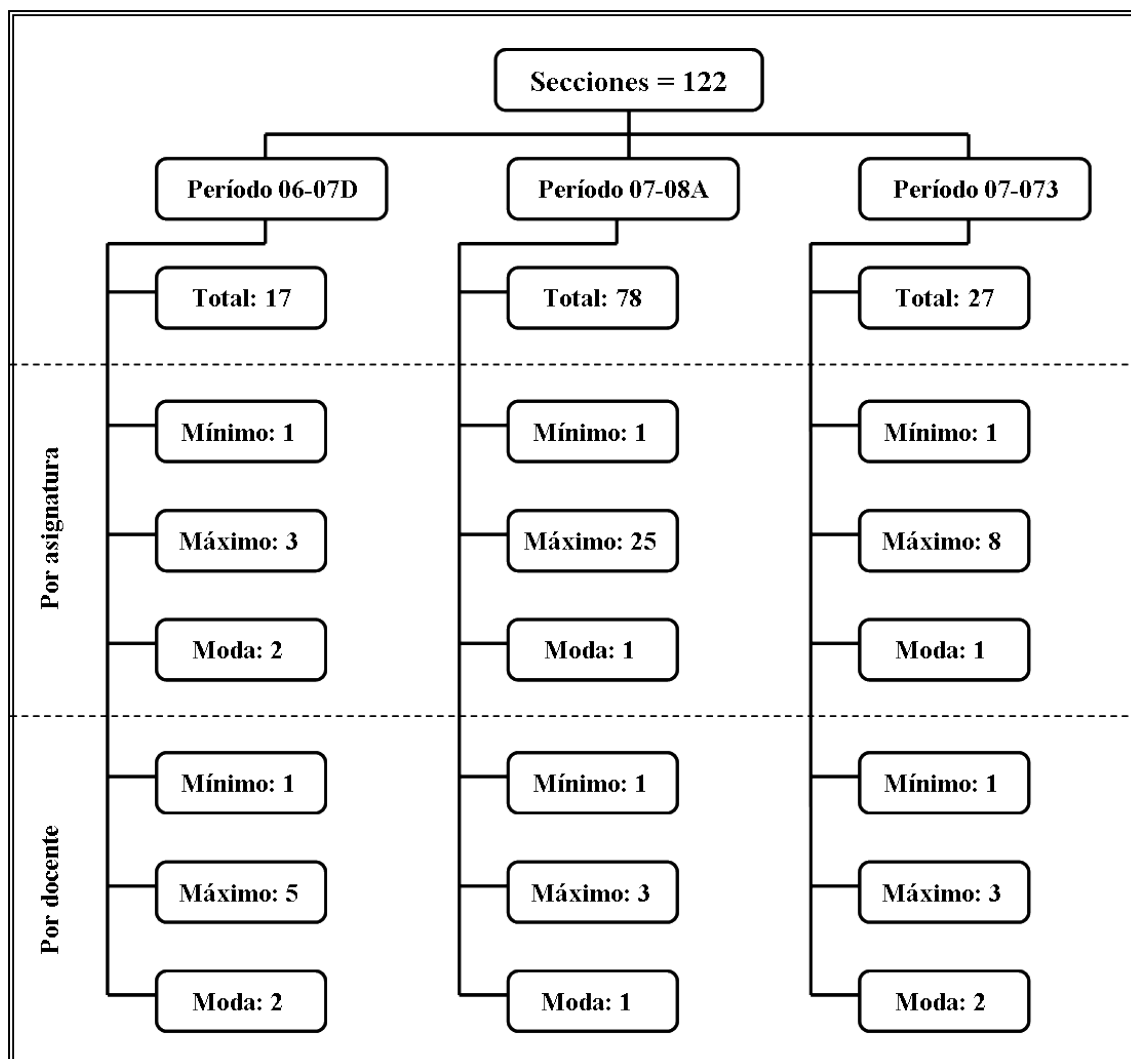 Secciones = 122
Período 06-07D
Período 07-08A
Período 07-073
Total: 17
Total: 78
Total: 27
Por asignatura
Mínimo: 1
Mínimo: 1
Mínimo: 1
Máximo: 3
Máximo: 25
Máximo: 8
Moda: 2
Moda: 1
Moda: 1
Por docente
Mínimo: 1
Mínimo: 1
Mínimo: 1
Máximo: 5
Máximo: 3
Máximo: 3
Moda: 2
Moda: 1
Moda: 2